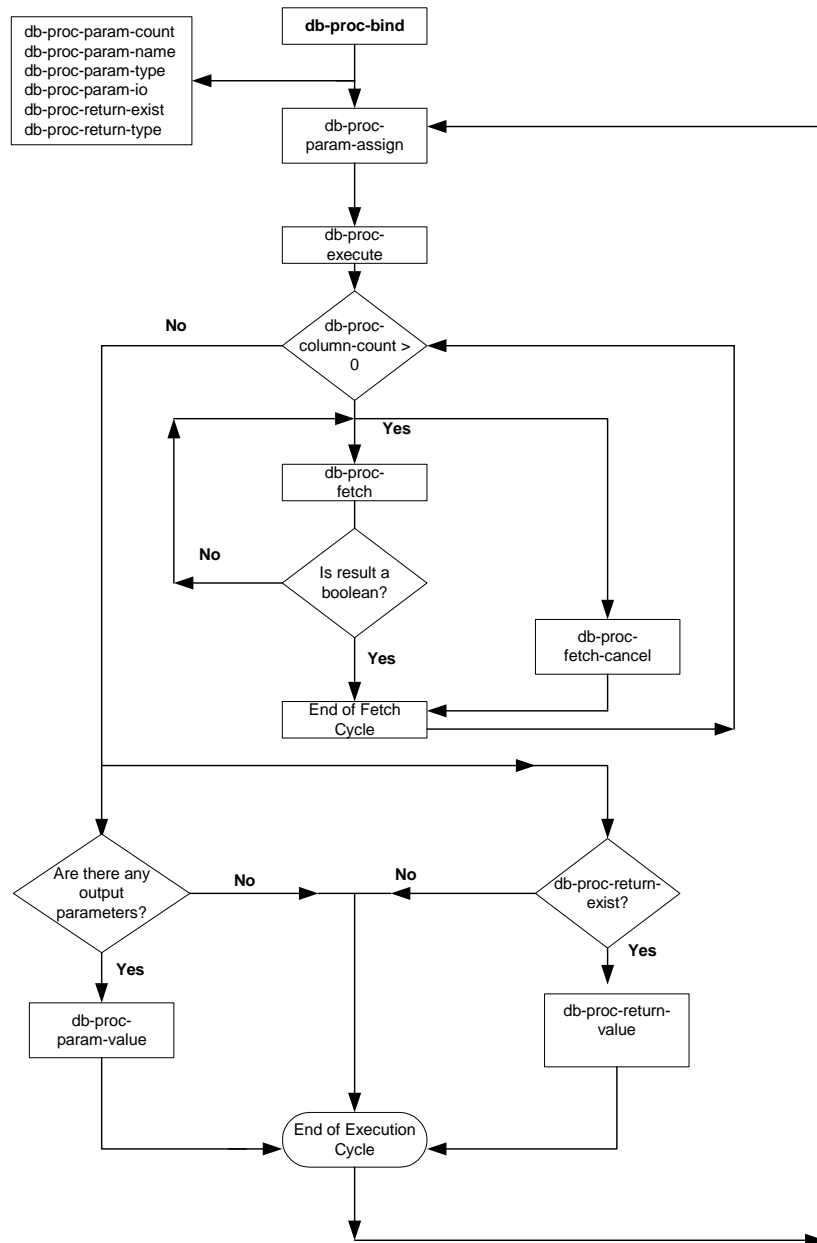 db-proc-param-count
db-proc-param-name
db-proc-param-type
db-proc-param-io
db-proc-return-exist
db-proc-return-type
db-proc-bind
db-proc-
param-assign
db-proc-
execute
No
db-proc-
column-count >
0
Yes
db-proc-
fetch
No
Is result a
boolean?
Yes
db-proc-
fetch-cancel
End of Fetch
Cycle
Are there any
output
parameters?
No
No
db-proc-return-
exist?
Yes
Yes
db-proc-
param-value
db-proc-return-
value
End of Execution
Cycle